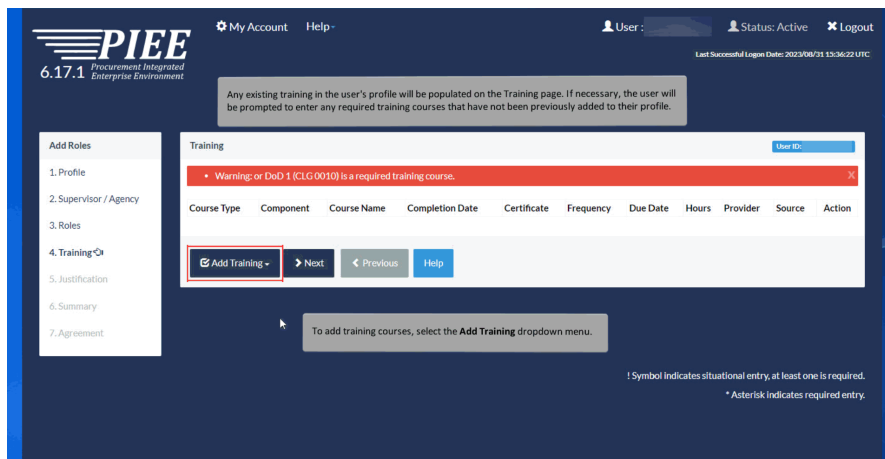 My Account Help
User :
Status: Active
Logout
PIEE
6.17.1 Procurement Integrated
Enterprise Environment
Last Successful Logon Date: 2023/08/31 15:36:22 UTC
Any existing training in the user's profile will be populated on the Training page. If necessary, the user will
be prompted to enter any required training courses that have not been previously added to their profile.
Add Roles
1. Profile
2. Supervisor / Agency
3. Roles
4. Training
5. Justification
6. Summary
7. Agreement
Training
User ID:
• Warning: or DoD 1 (CLG 0010) is a required training course. X
Course Type Component Course Name Completion Date Certificate Frequency Due Date Hours Provider Source Action
Add Training Next Previous Help
To add training courses, select the Add Training dropdown menu.
! Symbol indicates situational entry, at least one is required.
* Asterisk indicates required entry.